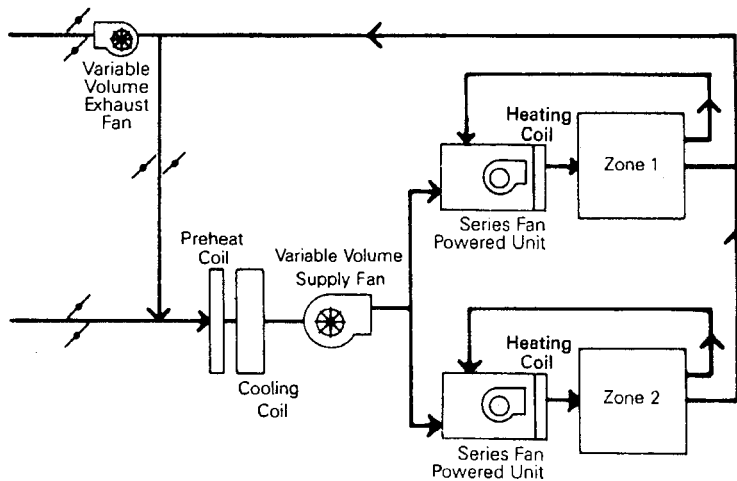 Variable
Volume
Exhaust
Fan
Heating
Coil
Zone 1
Series Fan
Powered Unit
Preheat
Coil
Variable Volume
Supply Fan
Cooling
Coil
Heating
Coil
Zone 2
Series Fan
Powered Unit